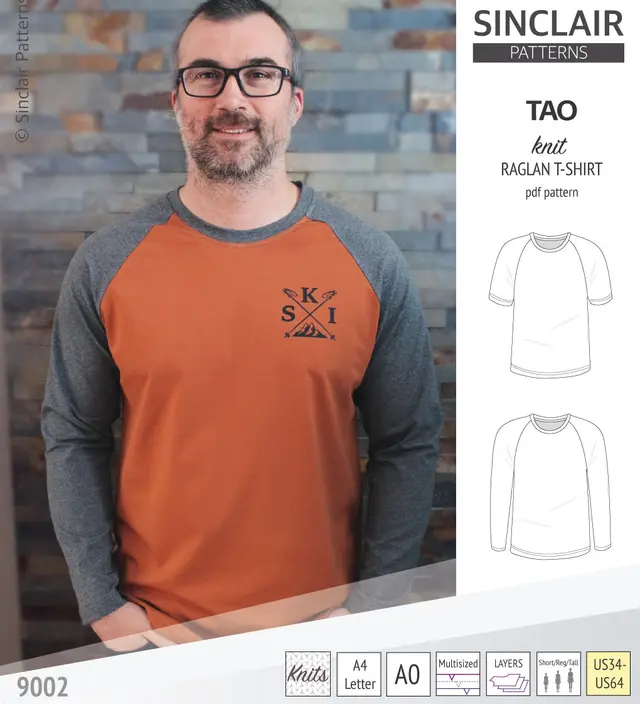 © Sinclair Patterns
SINCLAIR
PATTERNS
TAO
knit
RAGLAN T-SHIRT
pdf pattern
K
S I
9002
Knits
A4
Letter
A0
Multisized
LAYERS
Short/Reg/Tall
US34-
US64